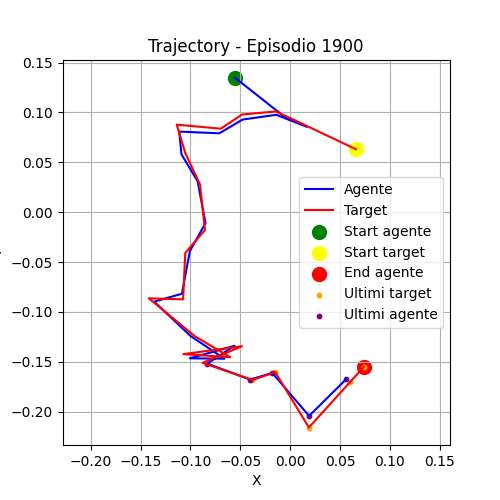 Trajectory - Episodio 1900
0.15
0.10
0.05
0.00
−0.05
−0.10
−0.15
−0.20
Agente
Target
Start agente
Start target
End agente
Ultimi target
Ultimi agente
−0.20 −0.15 −0.10 −0.05 0.00 0.05 0.10 0.15
X